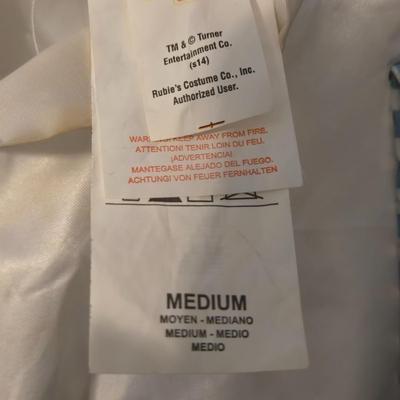 TM & © Turner
Entertainment Co.
(s14)
Rubie's Costume Co., Inc.
Authorized User.
WARNING! KEEP AWAY FROM FIRE.
ATTENTION! TENIR LOIN DU FEU.
¡ADVERTENCIA!
MANTEGASE ALEJADO DEL FUEGO.
ACHTUNG! VON FEUER FERNHALTEN
MEDIUM
MOYEN - MEDIANO
MEDIUM - MEDIO
MEDIO